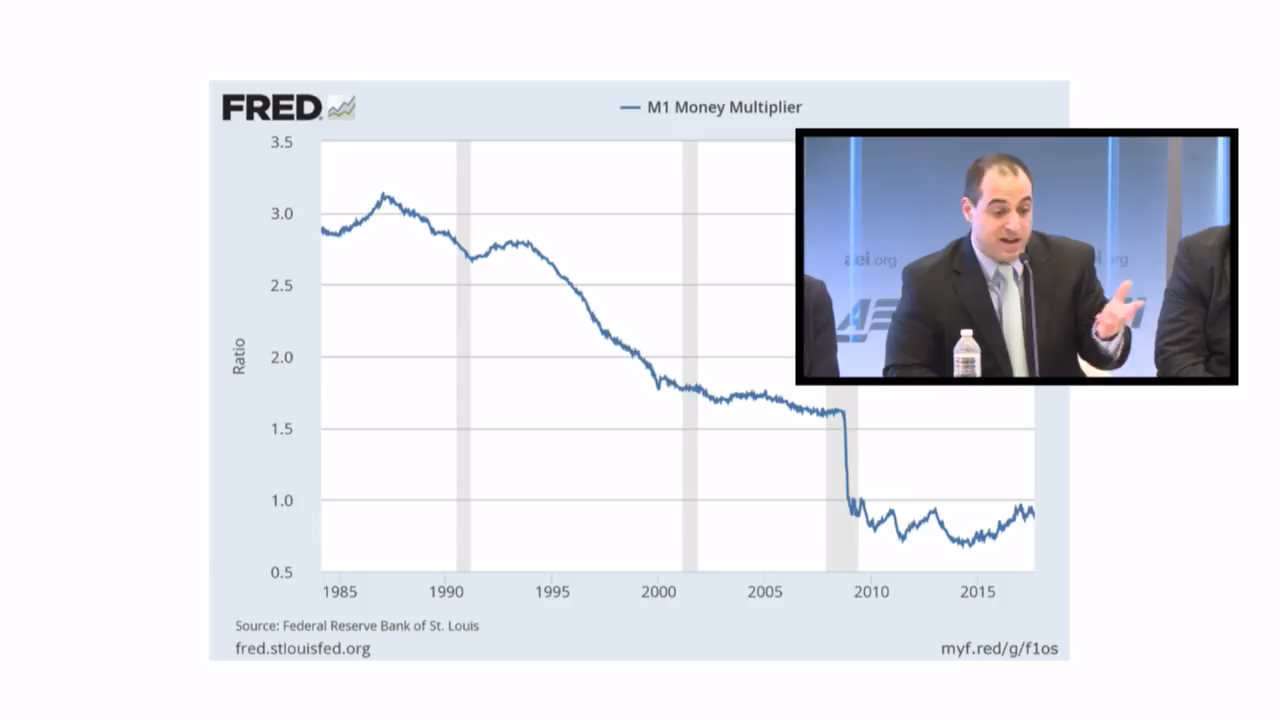 FRED
M1 Money Multiplier
3.5
3.0
2.5
2.0
1.5
1.0
0.5
Ratio
1985 1990 1995 2000 2005 2010 2015
Source: Federal Reserve Bank of St. Louis
fred.stlouisfed.org
myf.red/g/f1os
aei.org